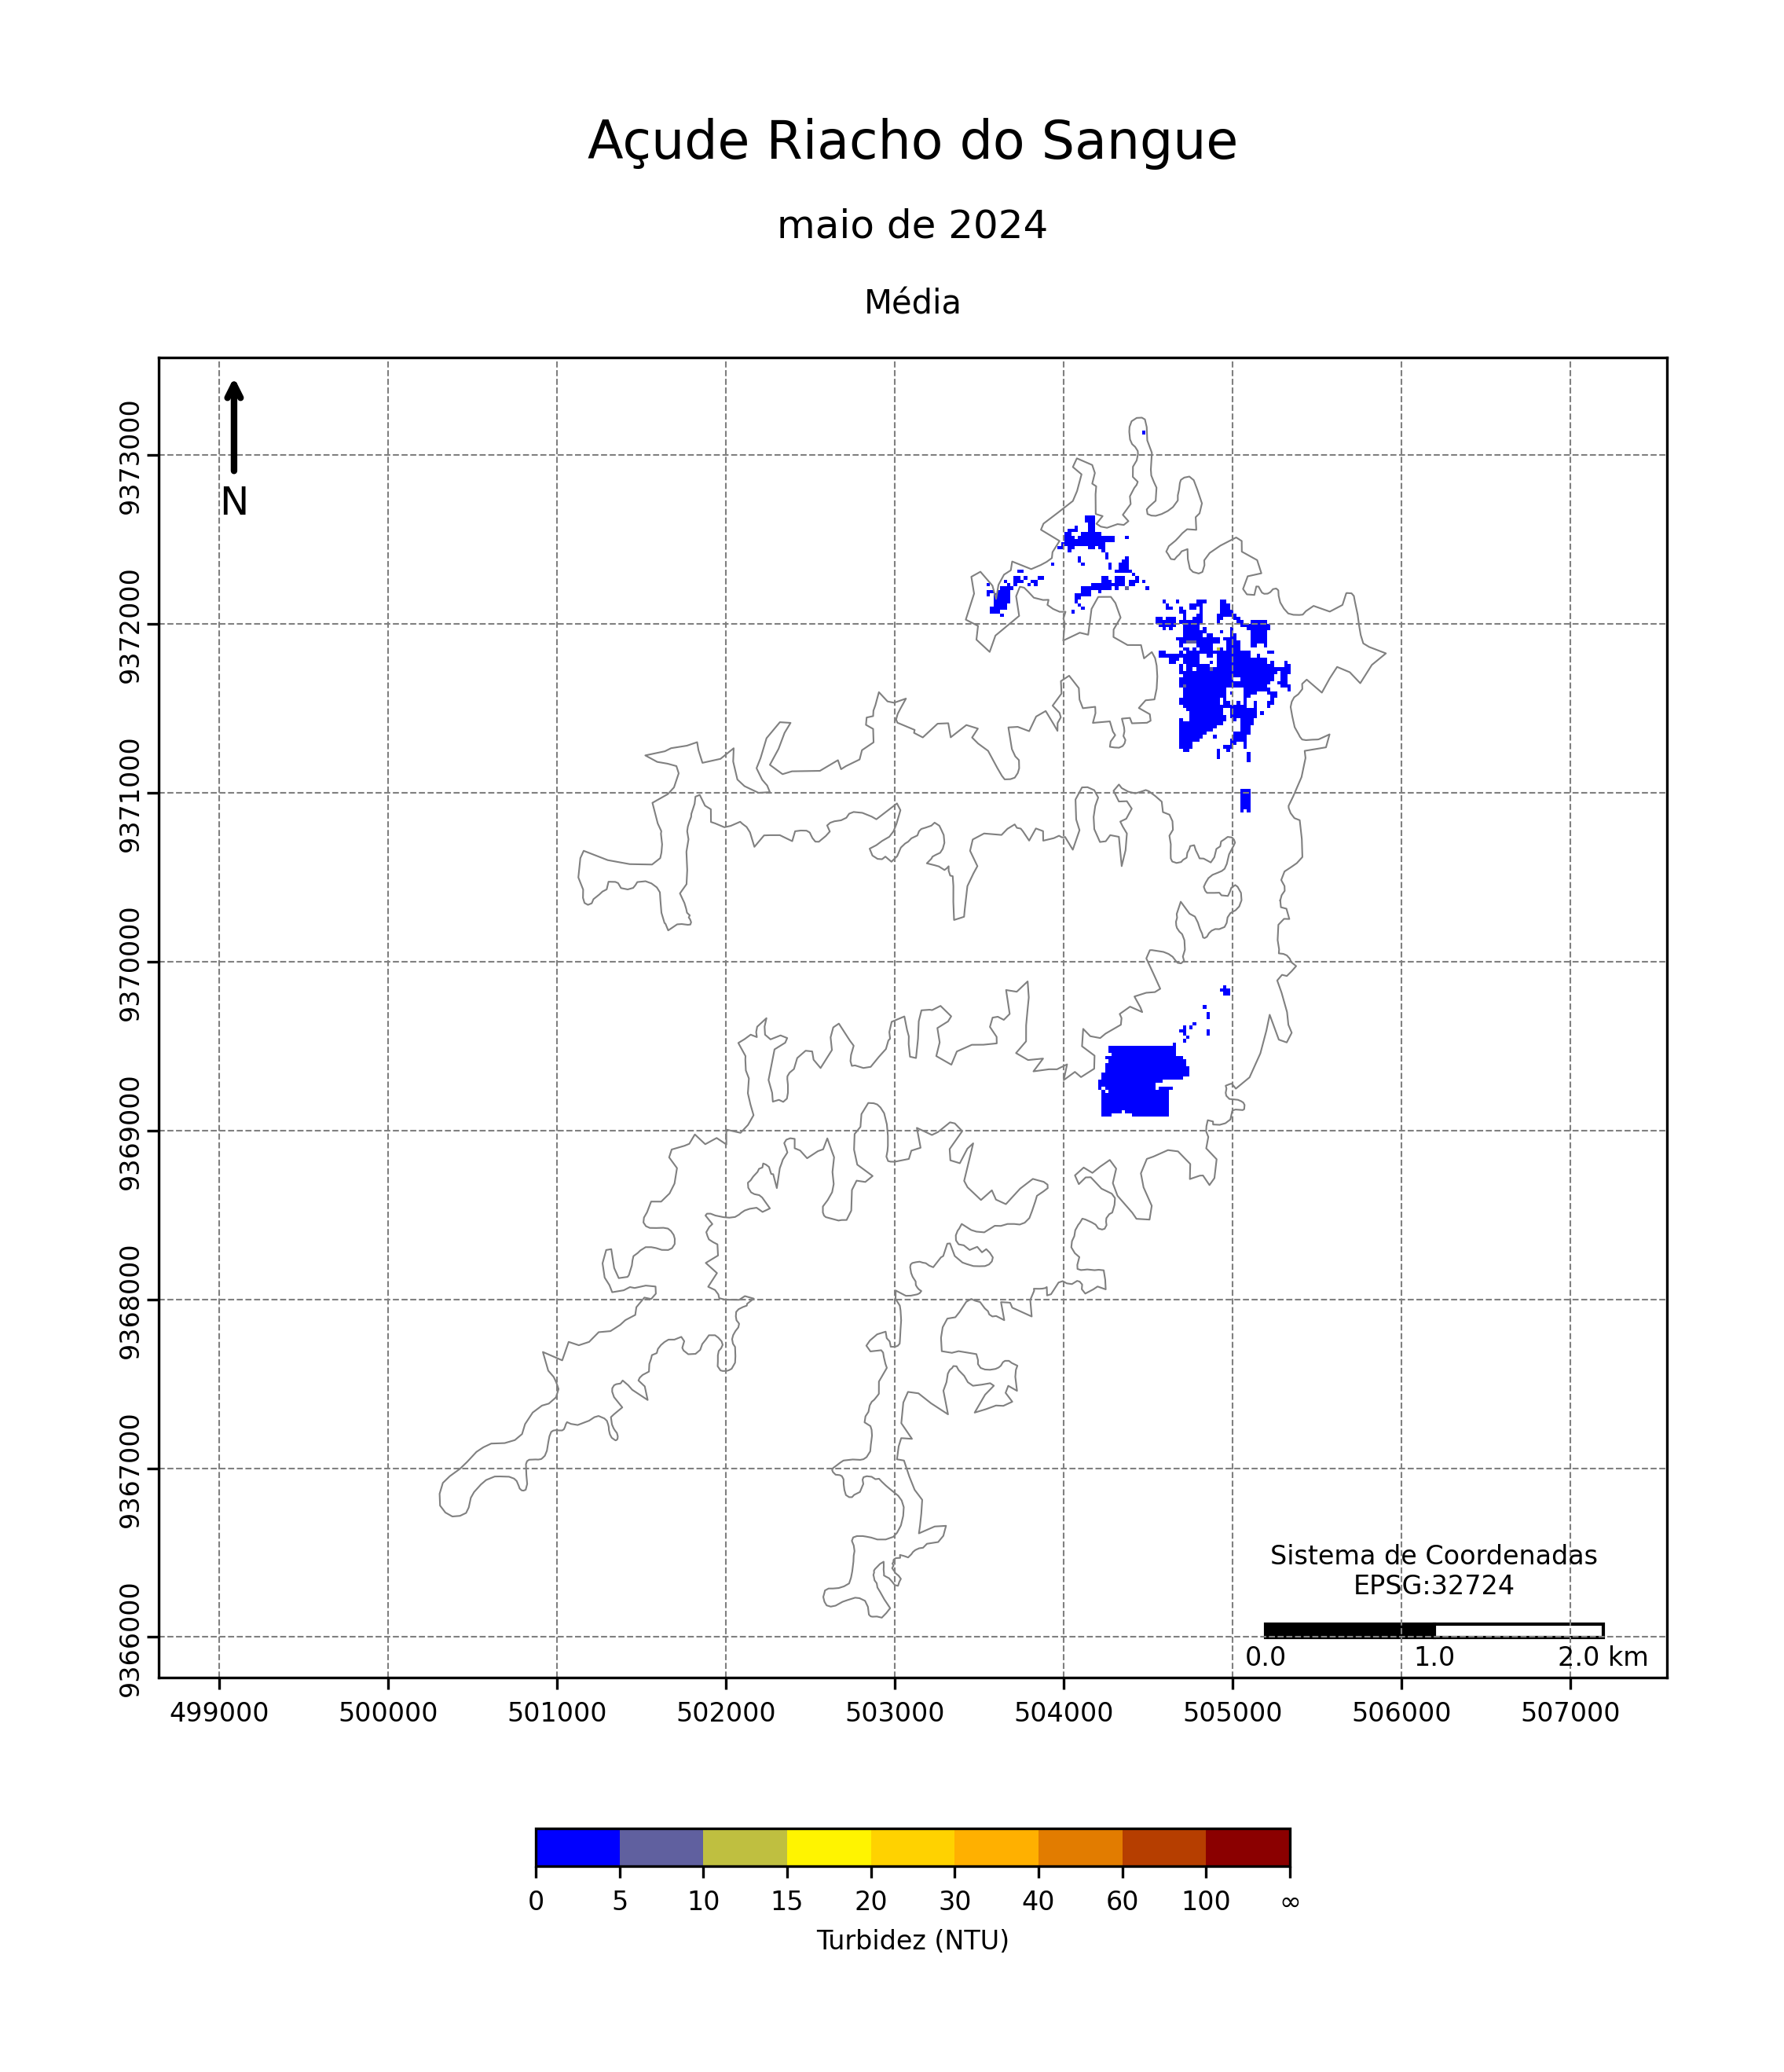 Açude Riacho do Sangue
maio de 2024
Média
N
9373000
9372000
9371000
9370000
9369000
9368000
9367000
9366000
Sistema de Coordenadas
EPSG:32724
0.0 1.0 2.0 km
499000 500000 501000 502000 503000 504000 505000 506000 507000
0 5 10 15 20 30 40 60 100 ∞
Turbidez (NTU)